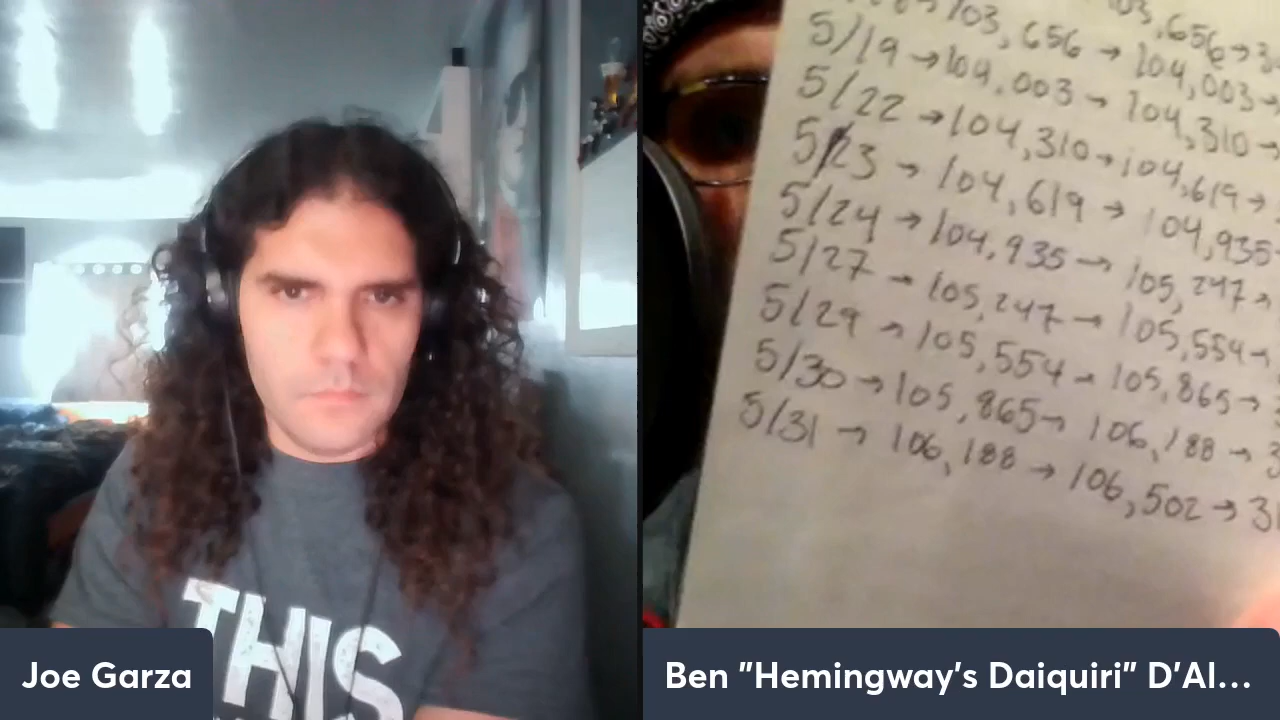 103,656 → 104,003 →
5/19 → 104,003 → 104,310 →
5/22 → 104,310 → 104,619 →
5/23 → 104,619 → 104,935
5/24 → 104,935 → 105,247 →
5/27 → 105,247 → 105,554 →
5/29 → 105,554 → 105,865 →
5/30 → 105,865 → 106,188 →
5/31 → 106,188 → 106,502 →
THIS
Joe Garza
Ben "Hemingway's Daiquiri" D'Al...